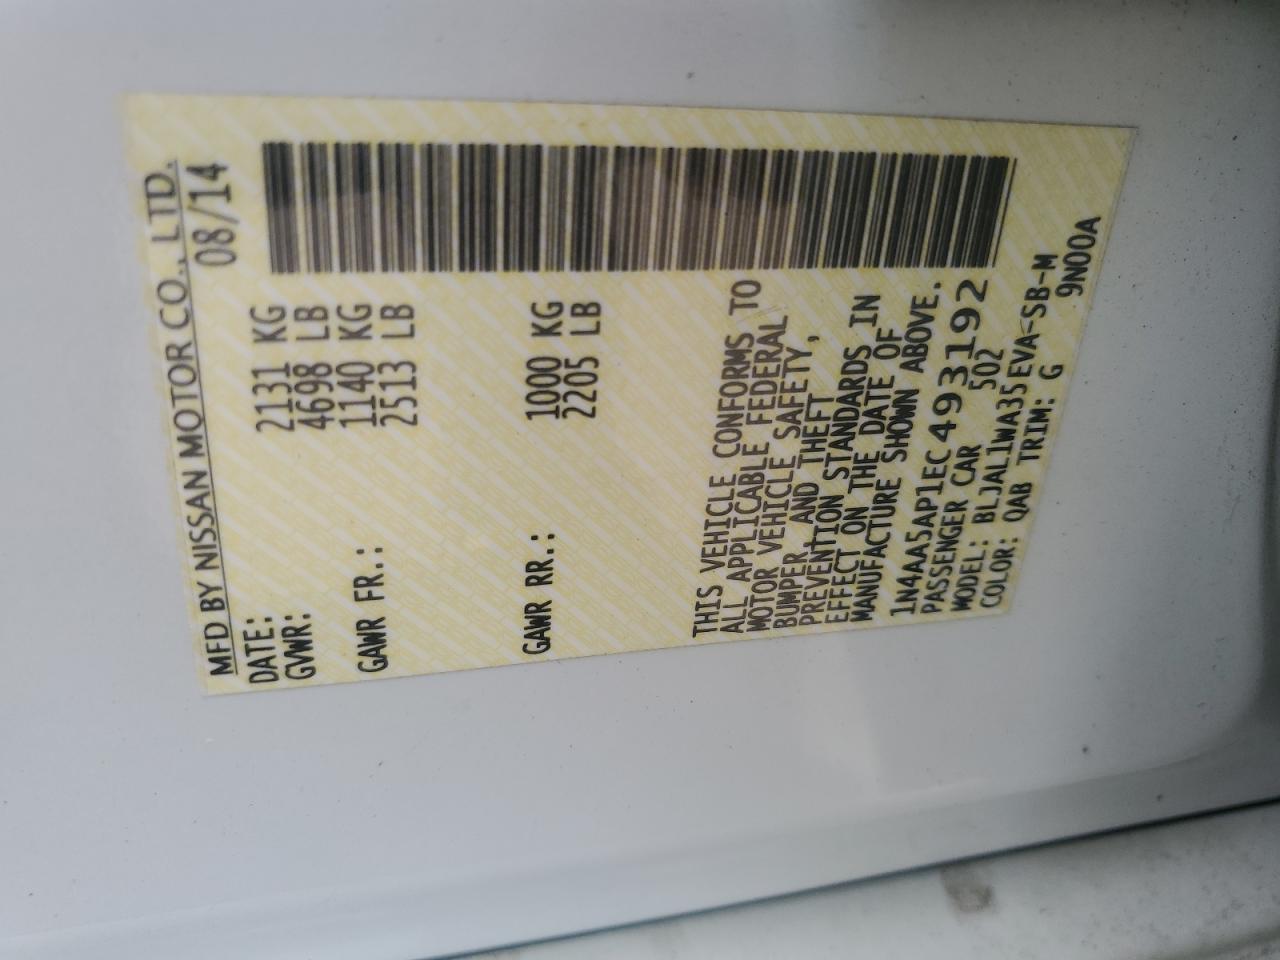 MFD BY NISSAN MOTOR CO., LTD.
DATE: 08/14
GVWR: 2131 KG
4698 LB
GAWR FR.: 1140 KG
2513 LB
GAWR RR.: 1000 KG
2205 LB
THIS VEHICLE CONFORMS TO
ALL APPLICABLE FEDERAL
MOTOR VEHICLE SAFETY,
BUMPER AND THEFT
PREVENTION STANDARDS IN
EFFECT ON THE DATE OF
MANUFACTURE SHOWN ABOVE.
1N4AA5AP1EC493192
PASSENGER CAR 502
MODEL: BLJAL1WA35EVA-SB-M
COLOR: QAB TRIM: G 9N00A